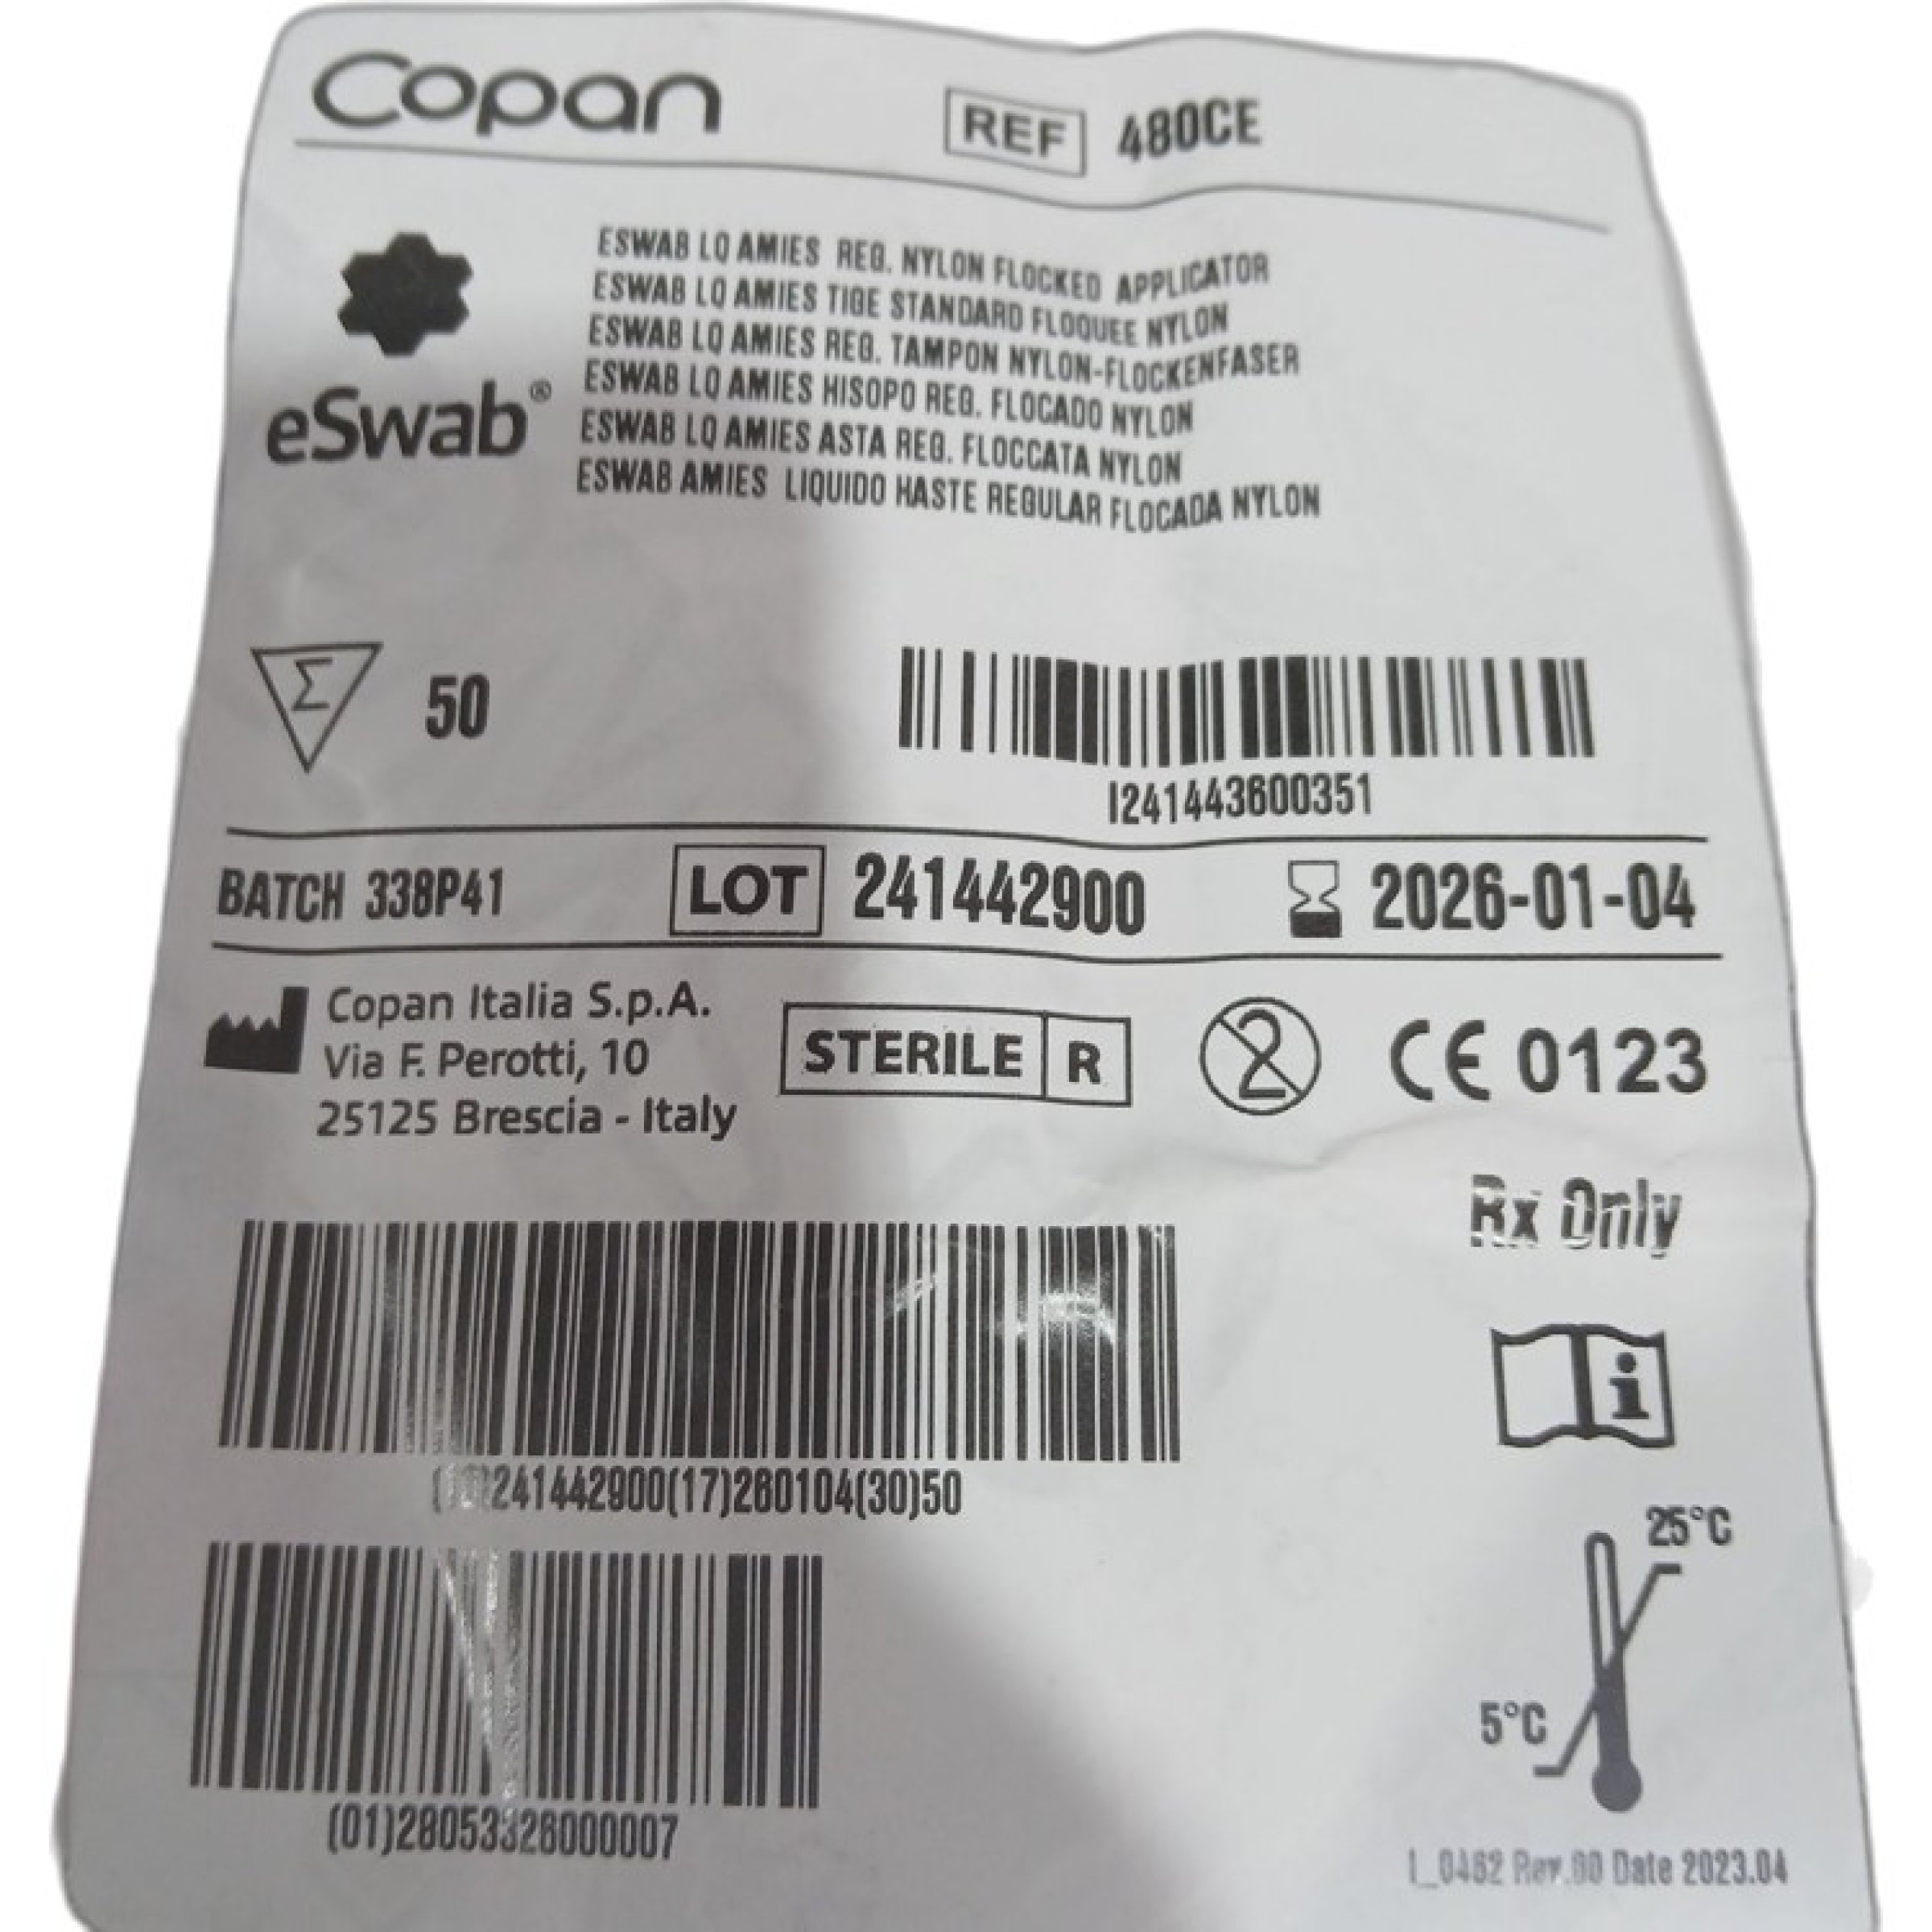 Copan
REF 480CE
ESWAB LQ AMIES REG. NYLON FLOCKED APPLICATOR
ESWAB LQ AMIES TIGE STANDARD FLOQUEE NYLON
ESWAB LQ AMIES REG. TAMPON NYLON-FLOCKENFASER
ESWAB LQ AMIES HISOPO REG. FLOCADO NYLON
ESWAB LQ AMIES ASTA REG. FLOCCATA NYLON
ESWAB AMIES LIQUIDO HASTE REGULAR FLOCADA NYLON
eSwab®
Σ 50
I241443600351
BATCH 338P41 LOT 241442900 2026-01-04
Copan Italia S.p.A.
Via F. Perotti, 10
25125 Brescia - Italy
STERILE R 2 CE 0123
Rx Only
i
(10)241442900(17)260104(30)50
25°C
5°C
(01)28053326000007
I_0462 Rev.00 Date 2023.04